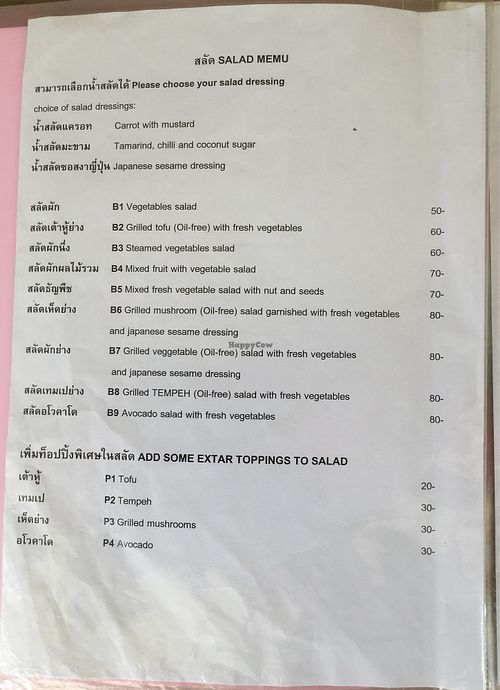 สลัด SALAD MEMU
สามารถเลือกน้ำสลัดได้ Please choose your salad dressing
choice of salad dressings:
น้ำสลัดแครอท Carrot with mustard
น้ำสลัดมะขาม Tamarind, chilli and coconut sugar
น้ำสลัดซอสงาญี่ปุ่น Japanese sesame dressing
สลัดผัก B1 Vegetables salad 50-
สลัดเต้าหู้ย่าง B2 Grilled tofu (Oil-free) with fresh vegetables 60-
สลัดผักนึ่ง B3 Steamed vegetables salad 60-
สลัดผักผลไม้รวม B4 Mixed fruit with vegetable salad 70-
สลัดธัญพืช B5 Mixed fresh vegetable salad with nut and seeds 70-
สลัดเห็ดย่าง B6 Grilled mushroom (Oil-free) salad garnished with fresh vegetables 80-
and japanese sesame dressing
HappyCow
สลัดผักย่าง B7 Grilled veggetable (Oil-free) salad with fresh vegetables 80-
and japanese sesame dressing
สลัดเทมเปย่าง B8 Grilled TEMPEH (Oil-free) salad with fresh vegetables 80-
สลัดอโวคาโด B9 Avocado salad with fresh vegetables 80-
เพิ่มท็อปปิ้งพิเศษในสลัด ADD SOME EXTAR TOPPINGS TO SALAD
เต้าหู้ P1 Tofu 20-
เทมเป P2 Tempeh 30-
เห็ดย่าง P3 Grilled mushrooms 30-
อโวคาโด P4 Avocado 30-